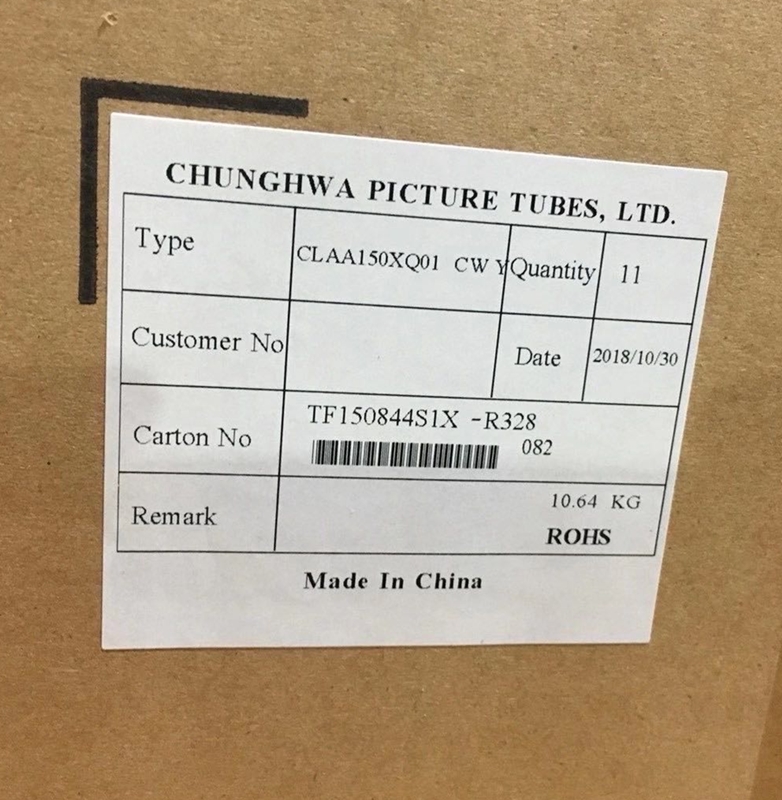 CHUNGHWA PICTURE TUBES, LTD.
Type CLAA150XQ01 CW Y Quantity 11
Customer No Date 2018/10/30
Carton No TF150844S1X -R328
082
Remark 10.64 KG
ROHS
Made In China